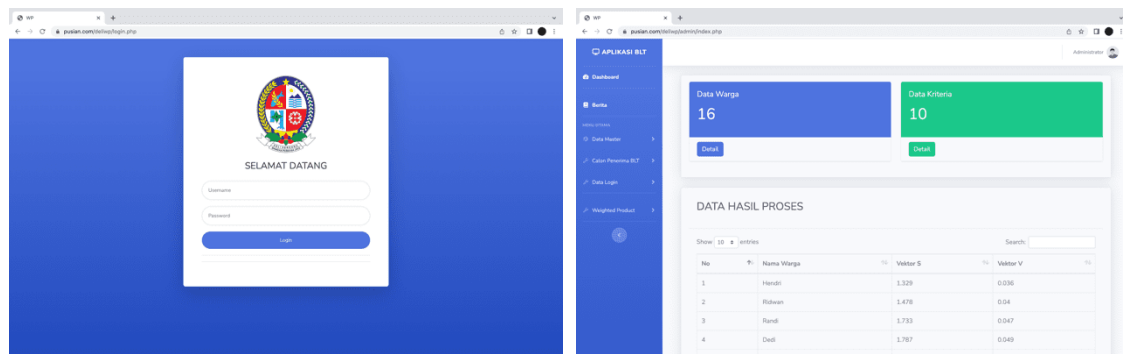 WP
pusian.com/deliwp/login.php
SELAMAT DATANG
Username
Password
Login
WP
pusian.com/deliwp/admin/index.php
APLIKASI BLT
Administrator
Dashboard
Berita
Data Master
Calon Penerima BLT
Data Login
Weighted Product
Data Warga
16
Detail
Data Kriteria
10
Detail
DATA HASIL PROSES
Show 10 entries
Search:
No Nama Warga Vektor S Vektor V
1 Hendri 1.329 0.036
2 Ridwan 1.478 0.04
3 Randi 1.733 0.047
4 Dedi 1.787 0.049